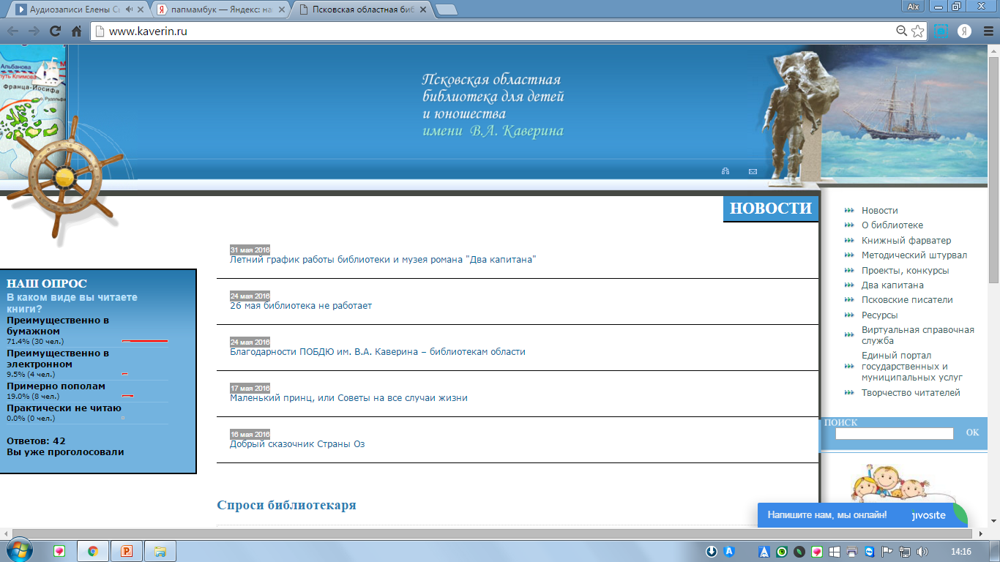 Аудиозаписи Елены Сы
папмамбук — Яндекс: на
Псковская областная биб
Alx
www.kaverin.ru
Я
Альбанова
путь Климова
Франца-Иосифа
Псковская областная
библиотека для детей
и юношества
имени В.А. Каверина
НОВОСТИ
31 мая 2016
Летний график работы библиотеки и музея романа "Два капитана"
24 мая 2016
26 мая библиотека не работает
24 мая 2016
Благодарности ПОБДЮ им. В.А. Каверина – библиотекам области
17 мая 2016
Маленький принц, или Советы на все случаи жизни
16 мая 2016
Добрый сказочник Страны Оз
Спроси библиотекаря
НАШ ОПРОС
В каком виде вы читаете
книги?
Преимущественно в
бумажном
71.4% (30 чел.)
Преимущественно в
электронном
9.5% (4 чел.)
Примерно пополам
19.0% (8 чел.)
Практически не читаю
0.0% (0 чел.)
Ответов: 42
Вы уже проголосовали
Новости
О библиотеке
Книжный фарватер
Методический штурвал
Проекты, конкурсы
Два капитана
Псковские писатели
Ресурсы
Виртуальная справочная
служба
Единый портал
государственных и
муниципальных услуг
Творчество читателей
ПОИСК
OK
Напишите нам, мы онлайн!
jivosite
14:16